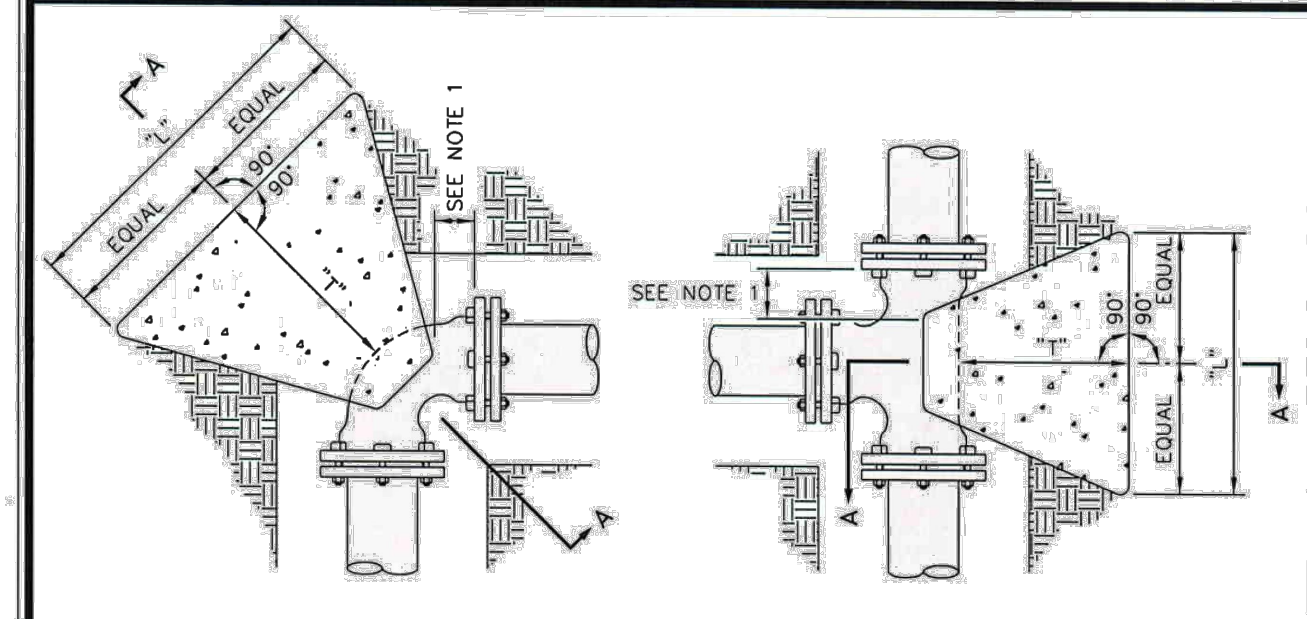 A
"L"
EQUAL
EQUAL
90°
90°
"T"
SEE NOTE 1
A
SEE NOTE 1
A
"T"
90°
90°
EQUAL
EQUAL
"L"
A